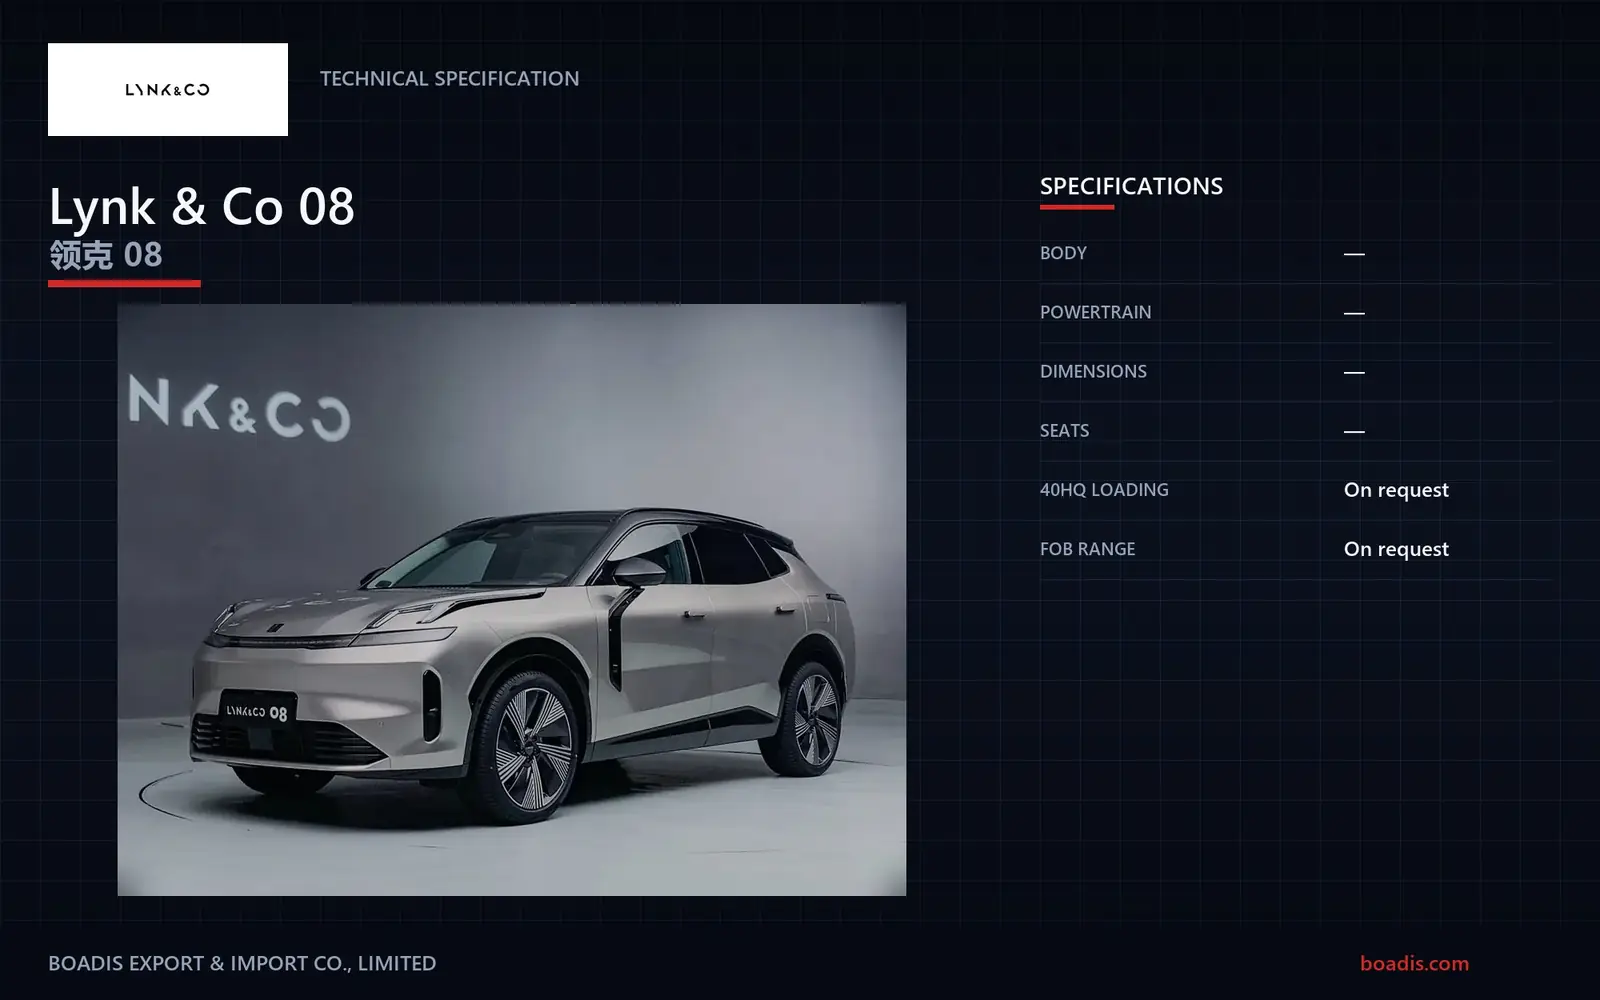 LYNK&CO
TECHNICAL SPECIFICATION
Lynk & Co 08
领克 08
NK&CO
LYNK&CO 08
SPECIFICATIONS
BODY —
POWERTRAIN —
DIMENSIONS —
SEATS —
40HQ LOADING On request
FOB RANGE On request
BOADIS EXPORT & IMPORT CO., LIMITED
boadis.com